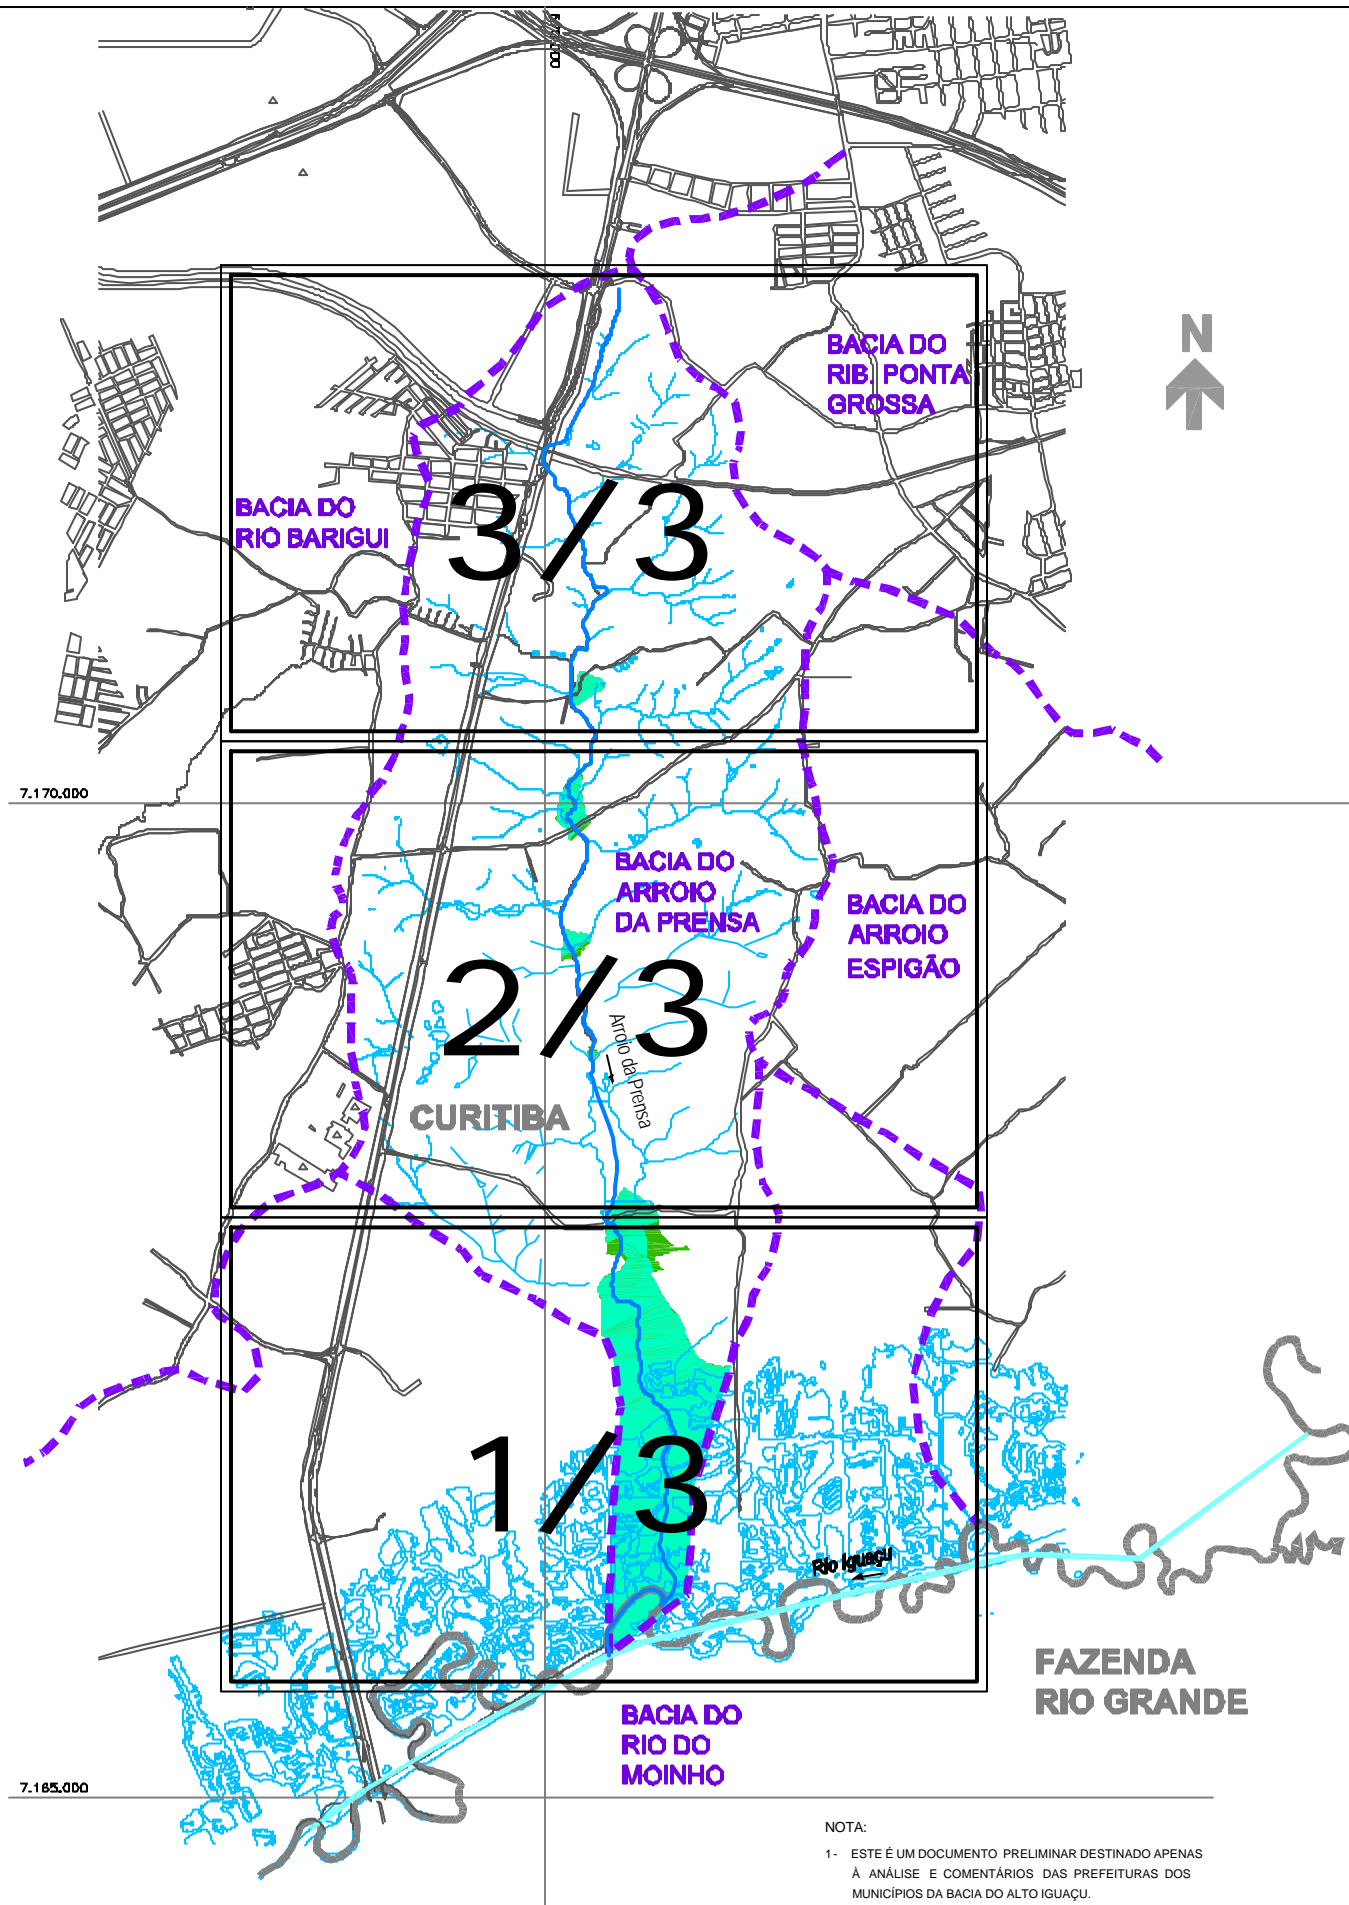 N
BACIA DO
RIB. PONTA
GROSSA
BACIA DO
RIO BARIGUI
3/3
7.170.000
BACIA DO
ARROIO
DA PRENSA
BACIA DO
ARROIO
ESPIGÃO
2/3
Arroio da Prensa
CURITIBA
1/3
Rio Iguaçu
FAZENDA
RIO GRANDE
BACIA DO
RIO DO
MOINHO
7.165.000
NOTA:
1- ESTE É UM DOCUMENTO PRELIMINAR DESTINADO APENAS
À ANÁLISE E COMENTÁRIOS DAS PREFEITURAS DOS
MUNICÍPIOS DA BACIA DO ALTO IGUAÇU.